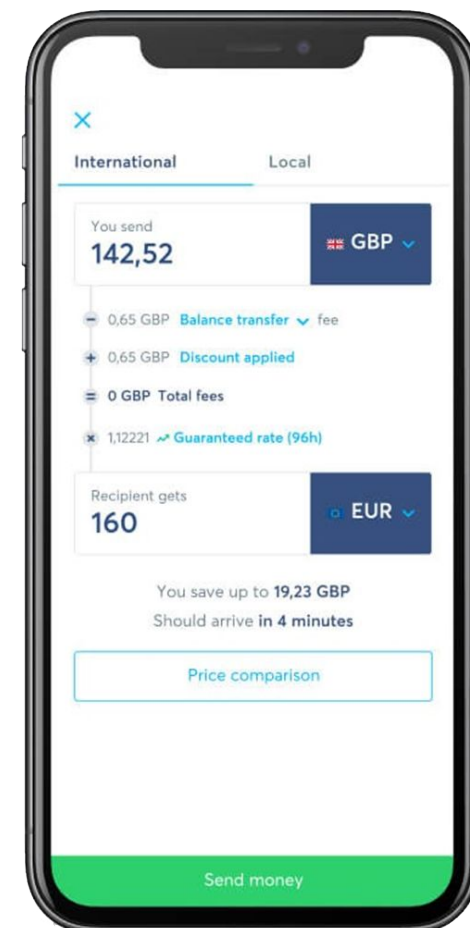 International Local
You send
142,52
GBP
0,65 GBP Balance transfer fee
0,65 GBP Discount applied
0 GBP Total fees
1,12221 Guaranteed rate (96h)
Recipient gets
160
EUR
You save up to 19,23 GBP
Should arrive in 4 minutes
Price comparison
Send money